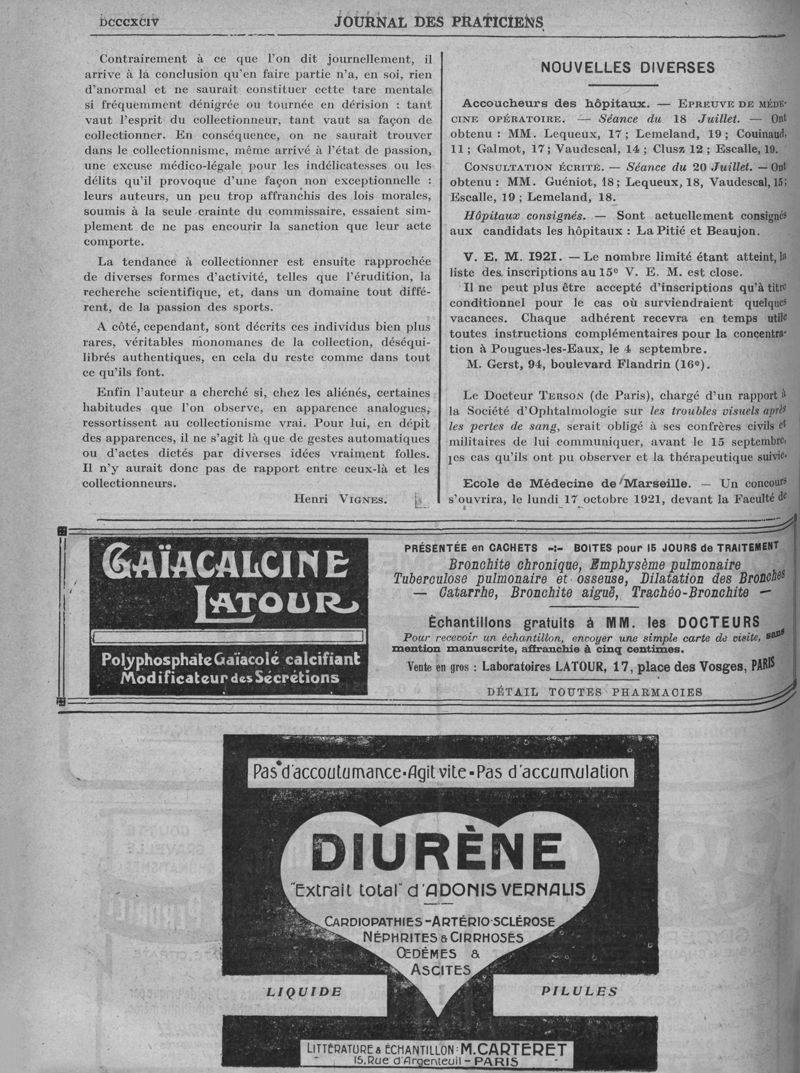 DCCCXCIV
JOURNAL DES PRATICIENS
Contrairement à ce que l'on dit journellement, il
arrive à la conclusion qu'en faire partie n'a, en soi, rien
d'anormal et ne saurait constituer cette tare mentale
si fréquemment dénigrée ou tournée en dérision : tant
vaut l'esprit du collectionneur, tant vaut sa façon de
collectionner. En conséquence, on ne saurait trouver
dans le collectionnisme, même arrivé à l'état de passion,
une excuse médico-légale pour les indélicatesses ou les
délits qu'il provoque d'une façon non exceptionnelle :
leurs auteurs, un peu trop affranchis des lois morales,
soumis à la seule crainte du commissaire, essaient sim-
plement de ne pas encourir la sanction que leur acte
comporte.
La tendance à collectionner est ensuite rapprochée
de diverses formes d'activité, telles que l'érudition, la
recherche scientifique, et, dans un domaine tout diffé-
rent, de la passion des sports.
A côté, cependant, sont décrits ces individus bien plus
rares, véritables monomanes de la collection, déséqui-
librés authentiques, en cela du reste comme dans tout
ce qu'ils font.
Enfin l'auteur a cherché si, chez les aliénés, certaines
habitudes que l'on observe, en apparence analogues,
ressortissent au collectionisme vrai. Pour lui, en dépit
des apparences, il ne s'agit là que de gestes automatiques
ou d'actes dictés par diverses idées vraiment folles.
Il n'y aurait donc pas de rapport entre ceux-là et les
collectionneurs.
Henri VIGNES.
NOUVELLES DIVERSES
Accoucheurs des hôpitaux. — EPREUVE DE MÉDE-
CINE OPÉRATOIRE. — Séance du 18 Juillet. — Ont
obtenu : MM. Lequeux, 17 ; Lemeland, 19 ; Couinaud,
11 ; Galmot, 17 ; Vaudescal, 14 ; Clusz 12 ; Escalle, 19.
CONSULTATION ÉCRITE. — Séance du 20 Juillet. — Ont
obtenu : MM. Guéniot, 18 ; Lequeux, 18, Vaudescal, 15 ;
Escalle, 19 ; Lemeland, 18.
Hôpitaux consignés. — Sont actuellement consignés
aux candidats les hôpitaux : La Pitié et Beaujon.
V. E. M. 1921. — Le nombre limité étant atteint, la
liste des inscriptions au 15e V. E. M. est close.
Il ne peut plus être accepté d'inscriptions qu'à titre
conditionnel pour le cas où surviendraient quelques
vacances. Chaque adhérent recevra en temps utile
toutes instructions complémentaires pour la concentra-
tion à Pougues-les-Eaux, le 4 septembre.
M. Gerst, 94, boulevard Flandrin (16e).
Le Docteur TERSON (de Paris), chargé d'un rapport à
la Société d'Ophtalmologie sur les troubles visuels après
les pertes de sang, serait obligé à ses confrères civils et
militaires de lui communiquer, avant le 15 septembre,
les cas qu'ils ont pu observer et la thérapeutique suivie.
Ecole de Médecine de Marseille. — Un concours
s'ouvrira, le lundi 17 octobre 1921, devant la Faculté de
GAÏACALCINE
LATOUR
Polyphosphate Gaïacolé calcifiant
Modificateur des Sécrétions
PRÉSENTÉE en CACHETS -:- BOITES pour 15 JOURS de TRAITEMENT
Bronchite chronique, Emphysème pulmonaire
Tuberculose pulmonaire et osseuse, Dilatation des Bronches
— Catarrhe, Bronchite aiguë, Trachéo-Bronchite —
Échantillons gratuits à MM. les DOCTEURS
Pour recevoir un échantillon, envoyer une simple carte de visite, sans
mention manuscrite, affranchie à cinq centimes.
Vente en gros : Laboratoires LATOUR, 17, place des Vosges, PARIS
DÉTAIL TOUTES PHARMACIES
Pas d'accoutumance - Agit vite - Pas d'accumulation
DIURÈNE
"Extrait total" d'ADONIS VERNALIS
CARDIOPATHIES - ARTÉRIO-SCLÉROSE
NÉPHRITES & CIRRHOSES
ŒDÈMES &
ASCITES
LIQUIDE
PILULES
LITTÉRATURE & ÉCHANTILLON : M. CARTERET
15, Rue d'Argenteuil - PARIS